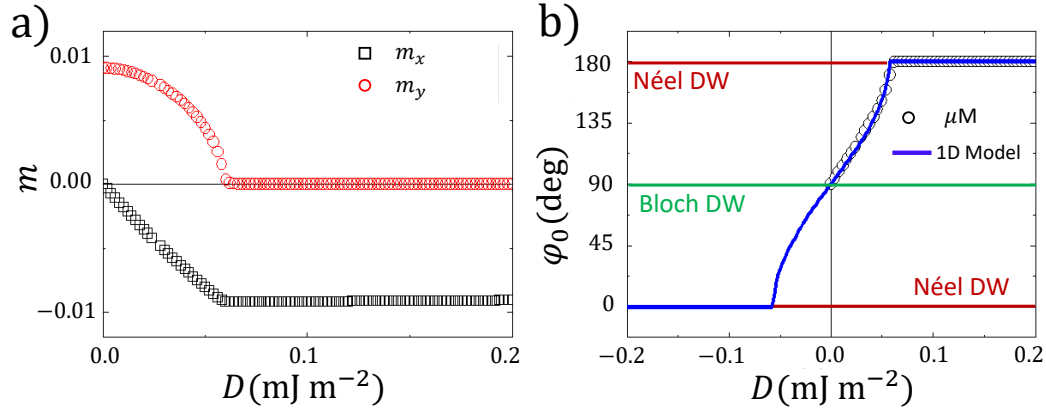 a)
0.01
0.00
−0.01
m
m_x
m_y
0.0
0.1
0.2
D(mJ m⁻²)
b)
180
135
90
45
0
φ₀(deg)
Néel DW
μM
1D Model
Bloch DW
Néel DW
−0.2
−0.1
0.0
0.1
0.2
D(mJ m⁻²)